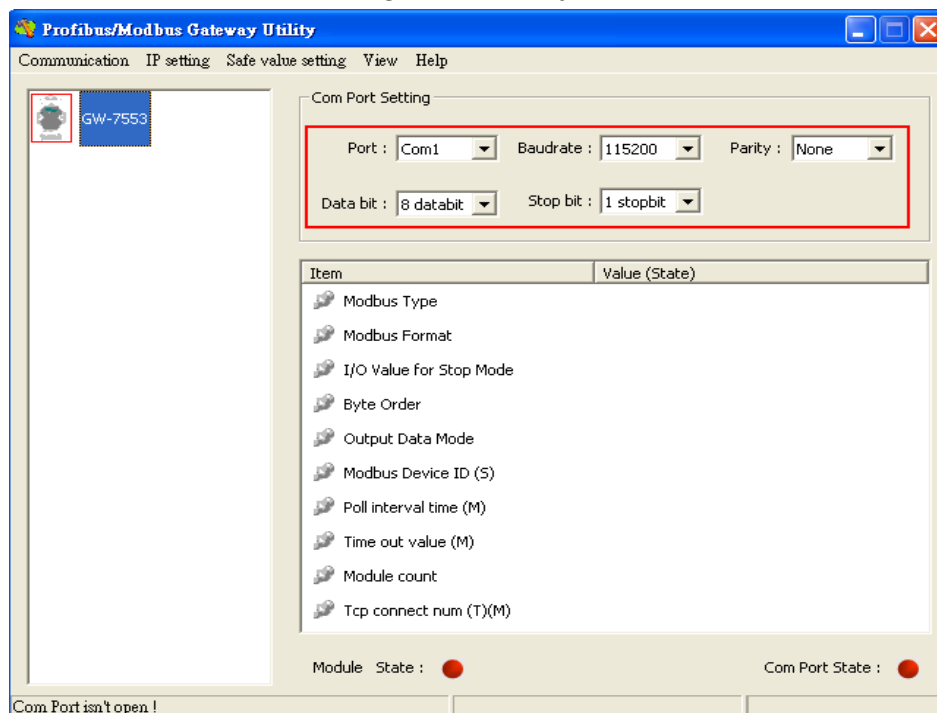 Profibus/Modbus Gateway Utility
Communication IP setting Safe value setting View Help
GW-7553
Com Port Setting
Port : Com1 Baudrate : 115200 Parity : None
Data bit : 8 databit Stop bit : 1 stopbit
Item Value (State)
Modbus Type
Modbus Format
I/O Value for Stop Mode
Byte Order
Output Data Mode
Modbus Device ID (S)
Poll interval time (M)
Time out value (M)
Module count
Tcp connect num (T)(M)
Module State : Com Port State :
Com Port isn't open !